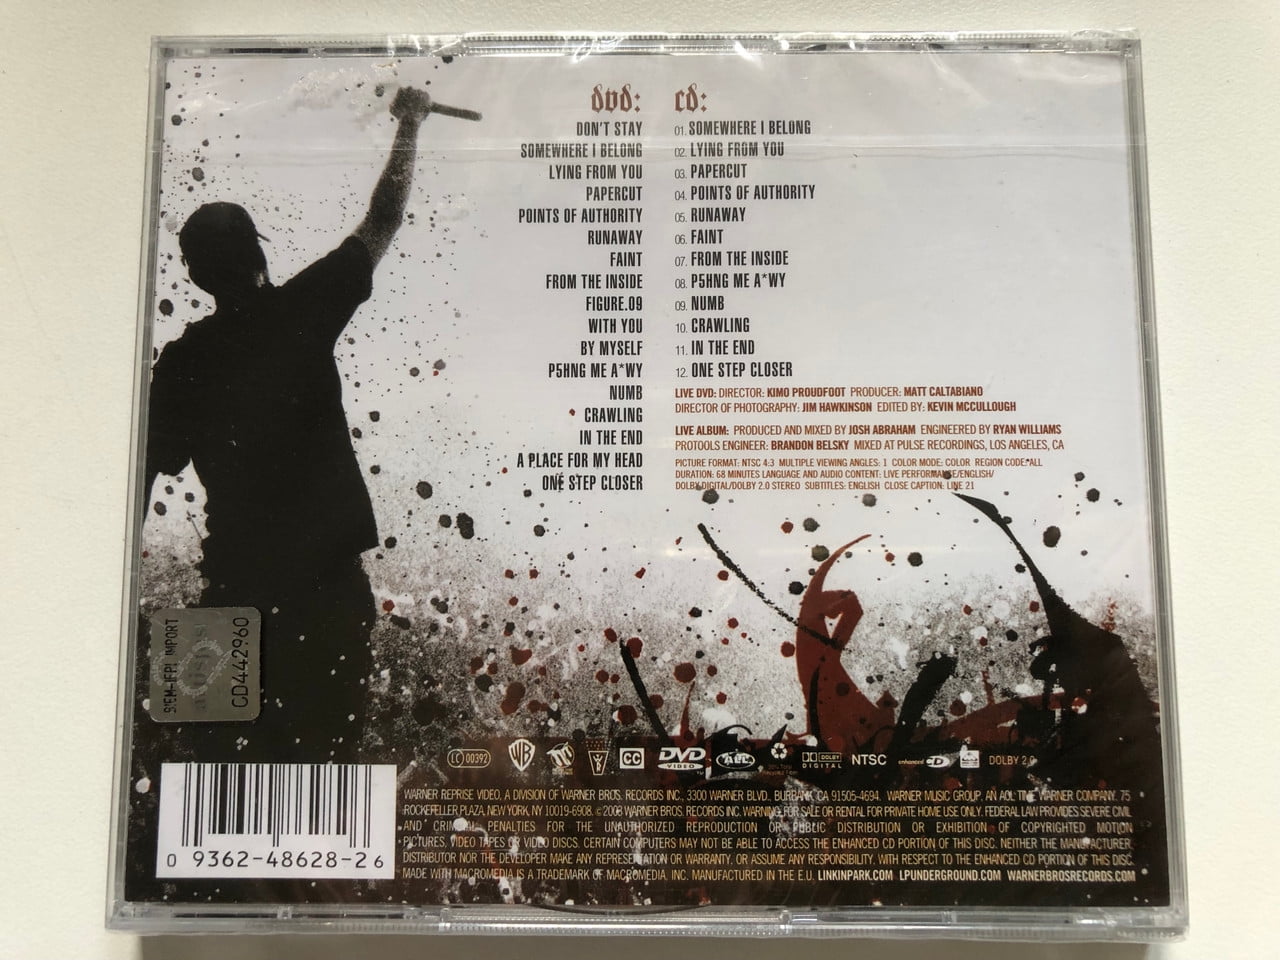 dvd:
DON'T STAY
SOMEWHERE I BELONG
LYING FROM YOU
PAPERCUT
POINTS OF AUTHORITY
RUNAWAY
FAINT
FROM THE INSIDE
FIGURE.09
WITH YOU
BY MYSELF
P5HNG ME A*WY
NUMB
CRAWLING
IN THE END
A PLACE FOR MY HEAD
ONE STEP CLOSER
cd:
01. SOMEWHERE I BELONG
02. LYING FROM YOU
03. PAPERCUT
04. POINTS OF AUTHORITY
05. RUNAWAY
06. FAINT
07. FROM THE INSIDE
08. P5HNG ME A*WY
09. NUMB
10. CRAWLING
11. IN THE END
12. ONE STEP CLOSER
LIVE DVD: DIRECTOR: KIMO PROUDFOOT PRODUCER: MATT CALTABIANO
DIRECTOR OF PHOTOGRAPHY: JIM HAWKINSON EDITED BY: KEVIN MCCULLOUGH
LIVE ALBUM: PRODUCED AND MIXED BY JOSH ABRAHAM ENGINEERED BY RYAN WILLIAMS
PROTOOLS ENGINEER: BRANDON BELSKY MIXED AT PULSE RECORDINGS, LOS ANGELES, CA
PICTURE FORMAT: NTSC 4:3 MULTIPLE VIEWING ANGLES: 1 COLOR MODE: COLOR REGION CODE: ALL
DURATION: 68 MINUTES LANGUAGE AND AUDIO CONTENT: LIVE PERFORMANSE/ENGLISH/
DOLBY DIGITAL/DOLBY 2.0 STEREO SUBTITLES: ENGLISH CLOSE CAPTION: LINE 21
IMPORT
CD442960
LC 00392
WB
CC
DVD VIDEO
ALL
DOLBY DIGITAL
NTSC
enhanced CD
DOLBY 2.0
0 9362-48628-2 6
WARNER REPRISE VIDEO, A DIVISION OF WARNER BROS. RECORDS INC., 3300 WARNER BLVD., BURBANK, CA 91505-4694. WARNER MUSIC GROUP, AN AOL TIME WARNER COMPANY. 75
ROCKEFELLER PLAZA, NEW YORK, NY 10019-6908. WARNER BROS. RECORDS INC. WARNING: FOR SALE OR RENTAL FOR PRIVATE HOME USE ONLY. FEDERAL LAW PROVIDES SEVERE CIVIL
AND CRIMINAL PENALTIES FOR THE UNAUTHORIZED REPRODUCTION OR PUBLIC DISTRIBUTION OR EXHIBITION OF COPYRIGHTED MOTION
PICTURES, VIDEO TAPES OR VIDEO DISCS. CERTAIN COMPUTERS MAY NOT BE ABLE TO ACCESS THE ENHANCED CD PORTION OF THIS DISC. NEITHER THE MANUFACTURER,
DISTRIBUTOR NOR THE DEVELOPER MAKE ANY REPRESENTATION OR WARRANTY, OR ASSUME ANY RESPONSIBILITY, WITH RESPECT TO THE ENHANCED CD PORTION OF THIS DISC.
MADE WITH MACROMEDIA IS A TRADEMARK OF MACROMEDIA, INC. MANUFACTURED IN THE E.U. LINKINPARK.COM LPUNDERGROUND.COM WARNERBROSRECORDS.COM